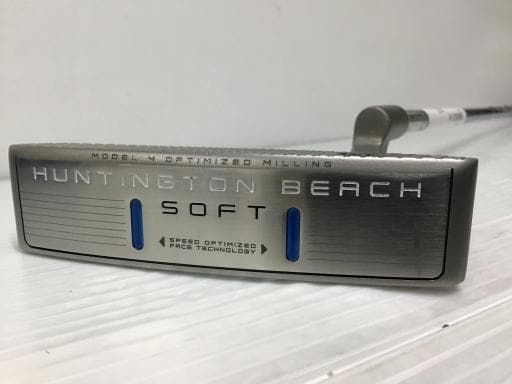 MODEL 4 OPTIMIZED MILLING
HUNTINGTON BEACH
SOFT
SPEED OPTIMIZED
FACE TECHNOLOGY